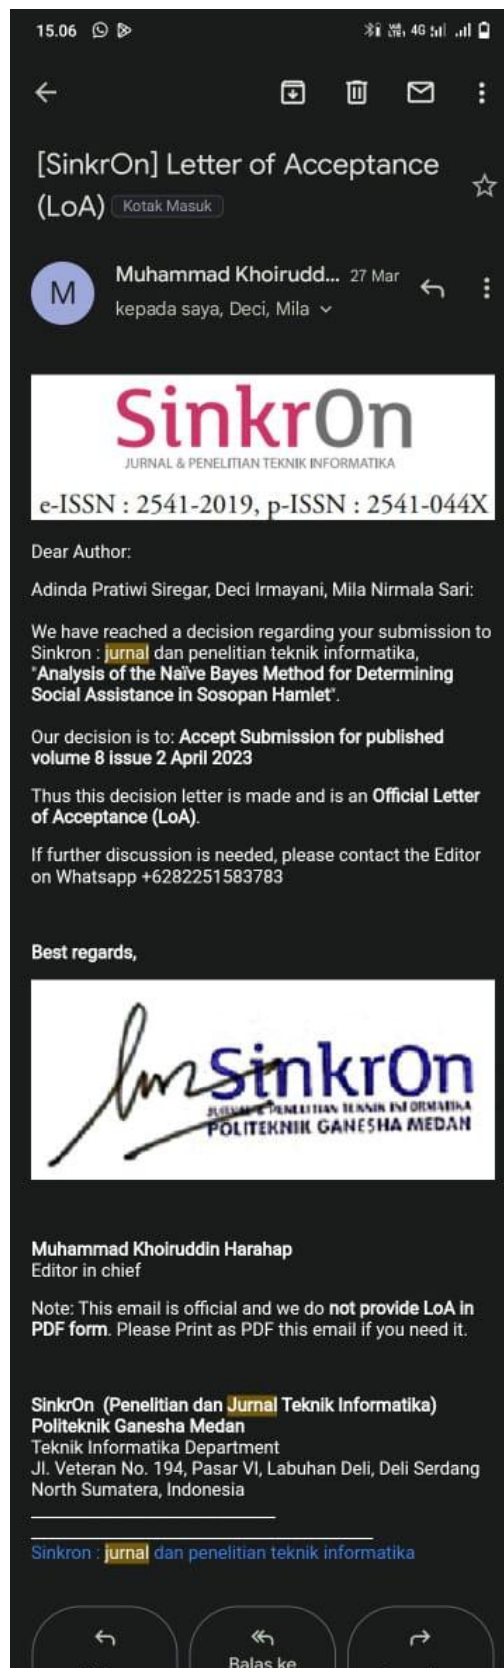 15.06
4G
[SinkrOn] Letter of Acceptance
(LoA) Kotak Masuk
M
Muhammad Khoirudd... 27 Mar
kepada saya, Deci, Mila
SinkrOn
JURNAL & PENELITIAN TEKNIK INFORMATIKA
e-ISSN : 2541-2019, p-ISSN : 2541-044X
Dear Author:
Adinda Pratiwi Siregar, Deci Irmayani, Mila Nirmala Sari:
We have reached a decision regarding your submission to
Sinkron : jurnal dan penelitian teknik informatika,
"Analysis of the Naïve Bayes Method for Determining
Social Assistance in Sosopan Hamlet".
Our decision is to: Accept Submission for published
volume 8 issue 2 April 2023
Thus this decision letter is made and is an Official Letter
of Acceptance (LoA).
If further discussion is needed, please contact the Editor
on Whatsapp +6282251583783
Best regards,
SinkrOn
JURNAL & PENELITIAN TEKNIK INFORMATIKA
POLITEKNIK GANESHA MEDAN
Muhammad Khoiruddin Harahap
Editor in chief
Note: This email is official and we do not provide LoA in
PDF form. Please Print as PDF this email if you need it.
SinkrOn (Penelitian dan Jurnal Teknik Informatika)
Politeknik Ganesha Medan
Teknik Informatika Department
Jl. Veteran No. 194, Pasar VI, Labuhan Deli, Deli Serdang
North Sumatera, Indonesia
Sinkron : jurnal dan penelitian teknik informatika
Balas ke